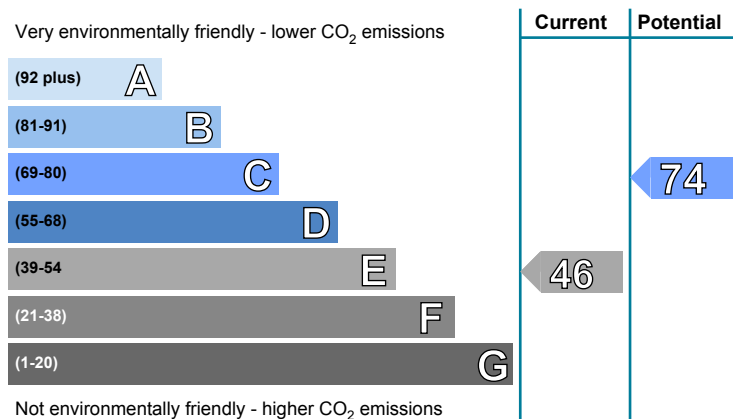 Current Potential
Very environmentally friendly - lower CO₂ emissions
(92 plus) A
(81-91) B
(69-80) C
74
(55-68) D
(39-54 E
46
(21-38) F
(1-20) G
Not environmentally friendly - higher CO₂ emissions